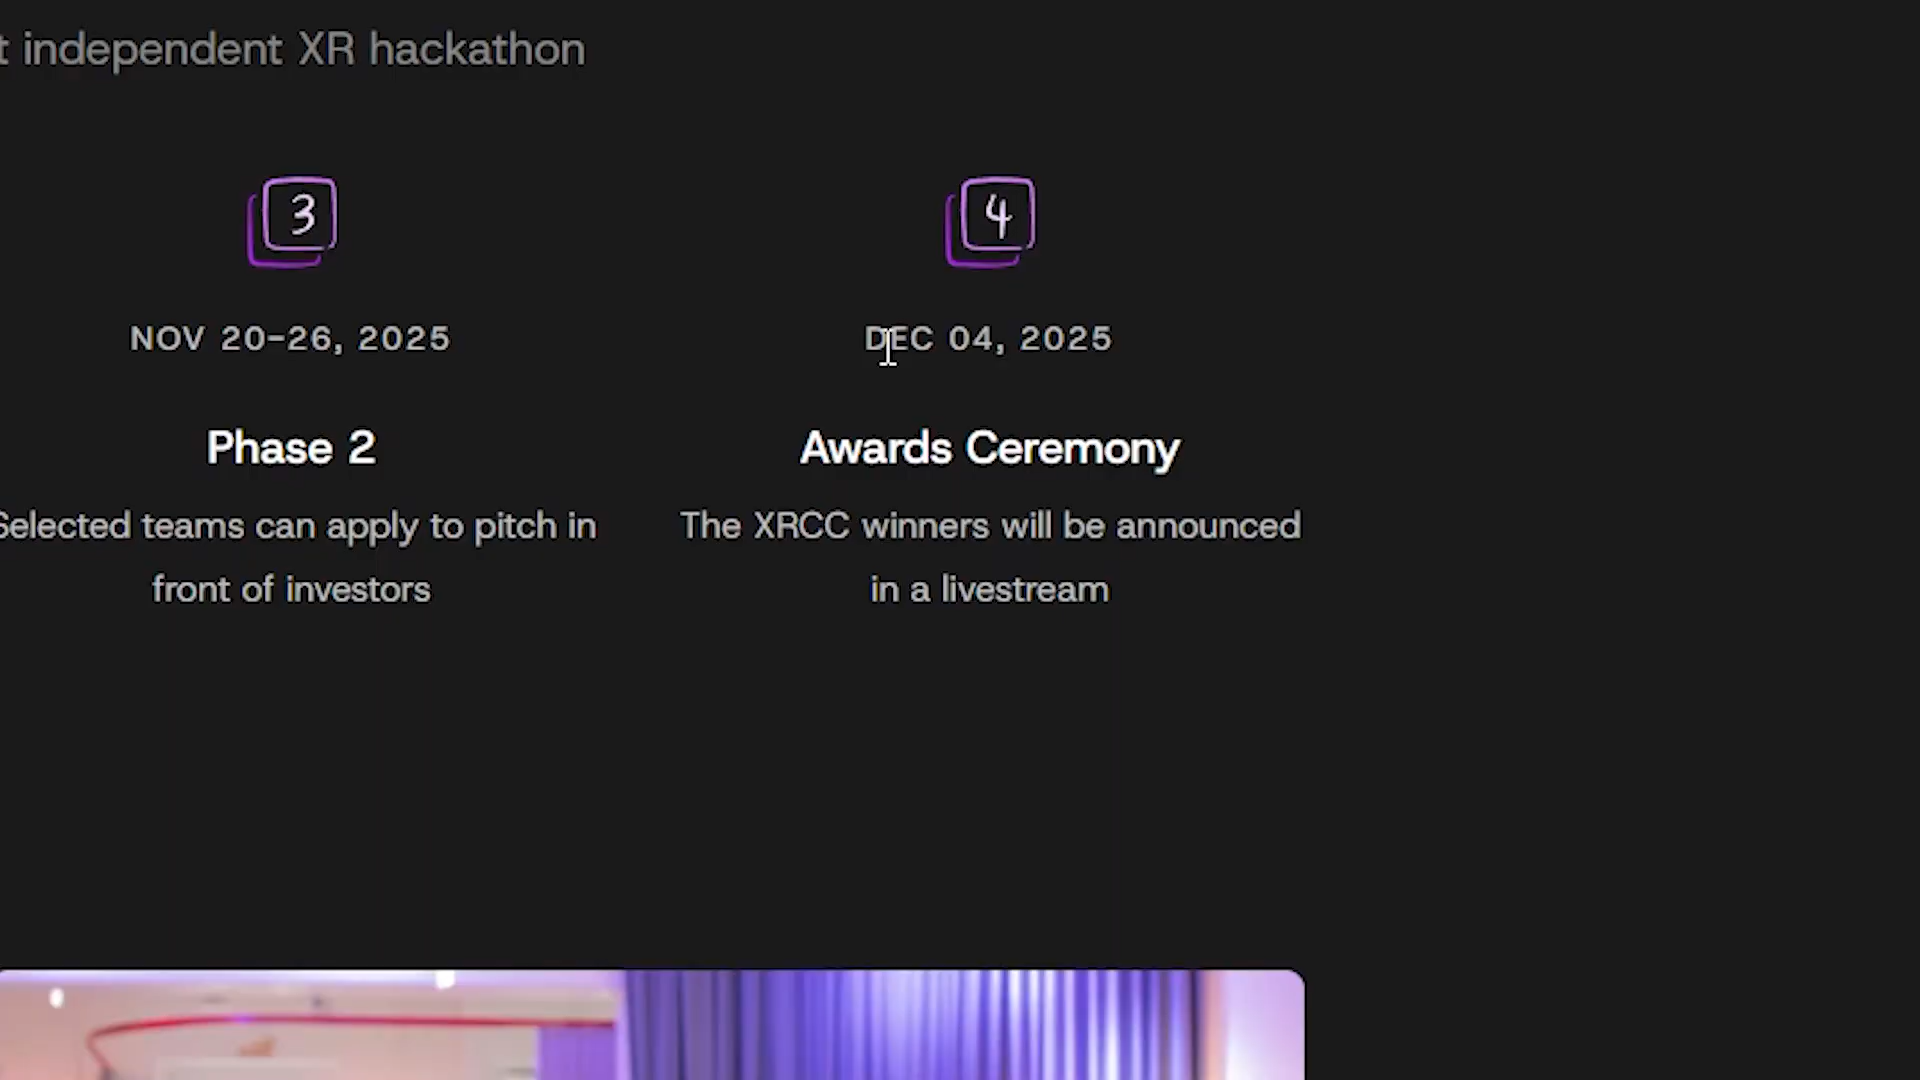 independent XR hackathon
3
NOV 20–26, 2025
Phase 2
Selected teams can apply to pitch in
front of investors
4
DEC 04, 2025
Awards Ceremony
The XRCC winners will be announced
in a livestream